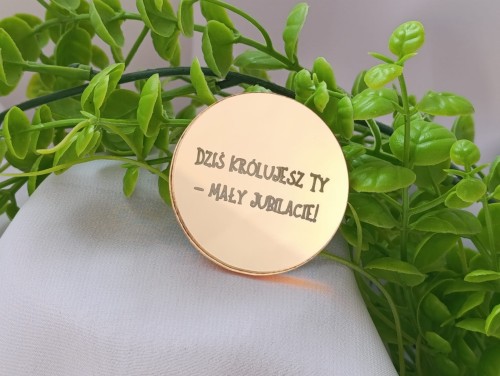 DZIŚ KRÓLUJESZ TY
– MAŁY JUBILACIE!